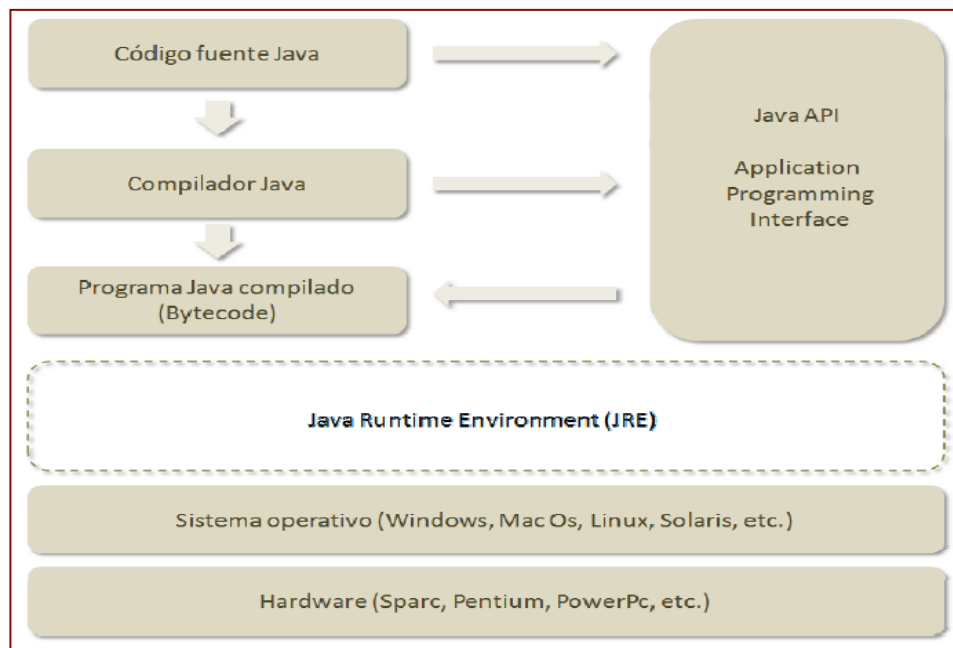 Código fuente Java
Compilador Java
Programa Java compilado
(Bytecode)
Java API
Application
Programming
Interface
Java Runtime Environment (JRE)
Sistema operativo (Windows, Mac Os, Linux, Solaris, etc.)
Hardware (Sparc, Pentium, PowerPc, etc.)